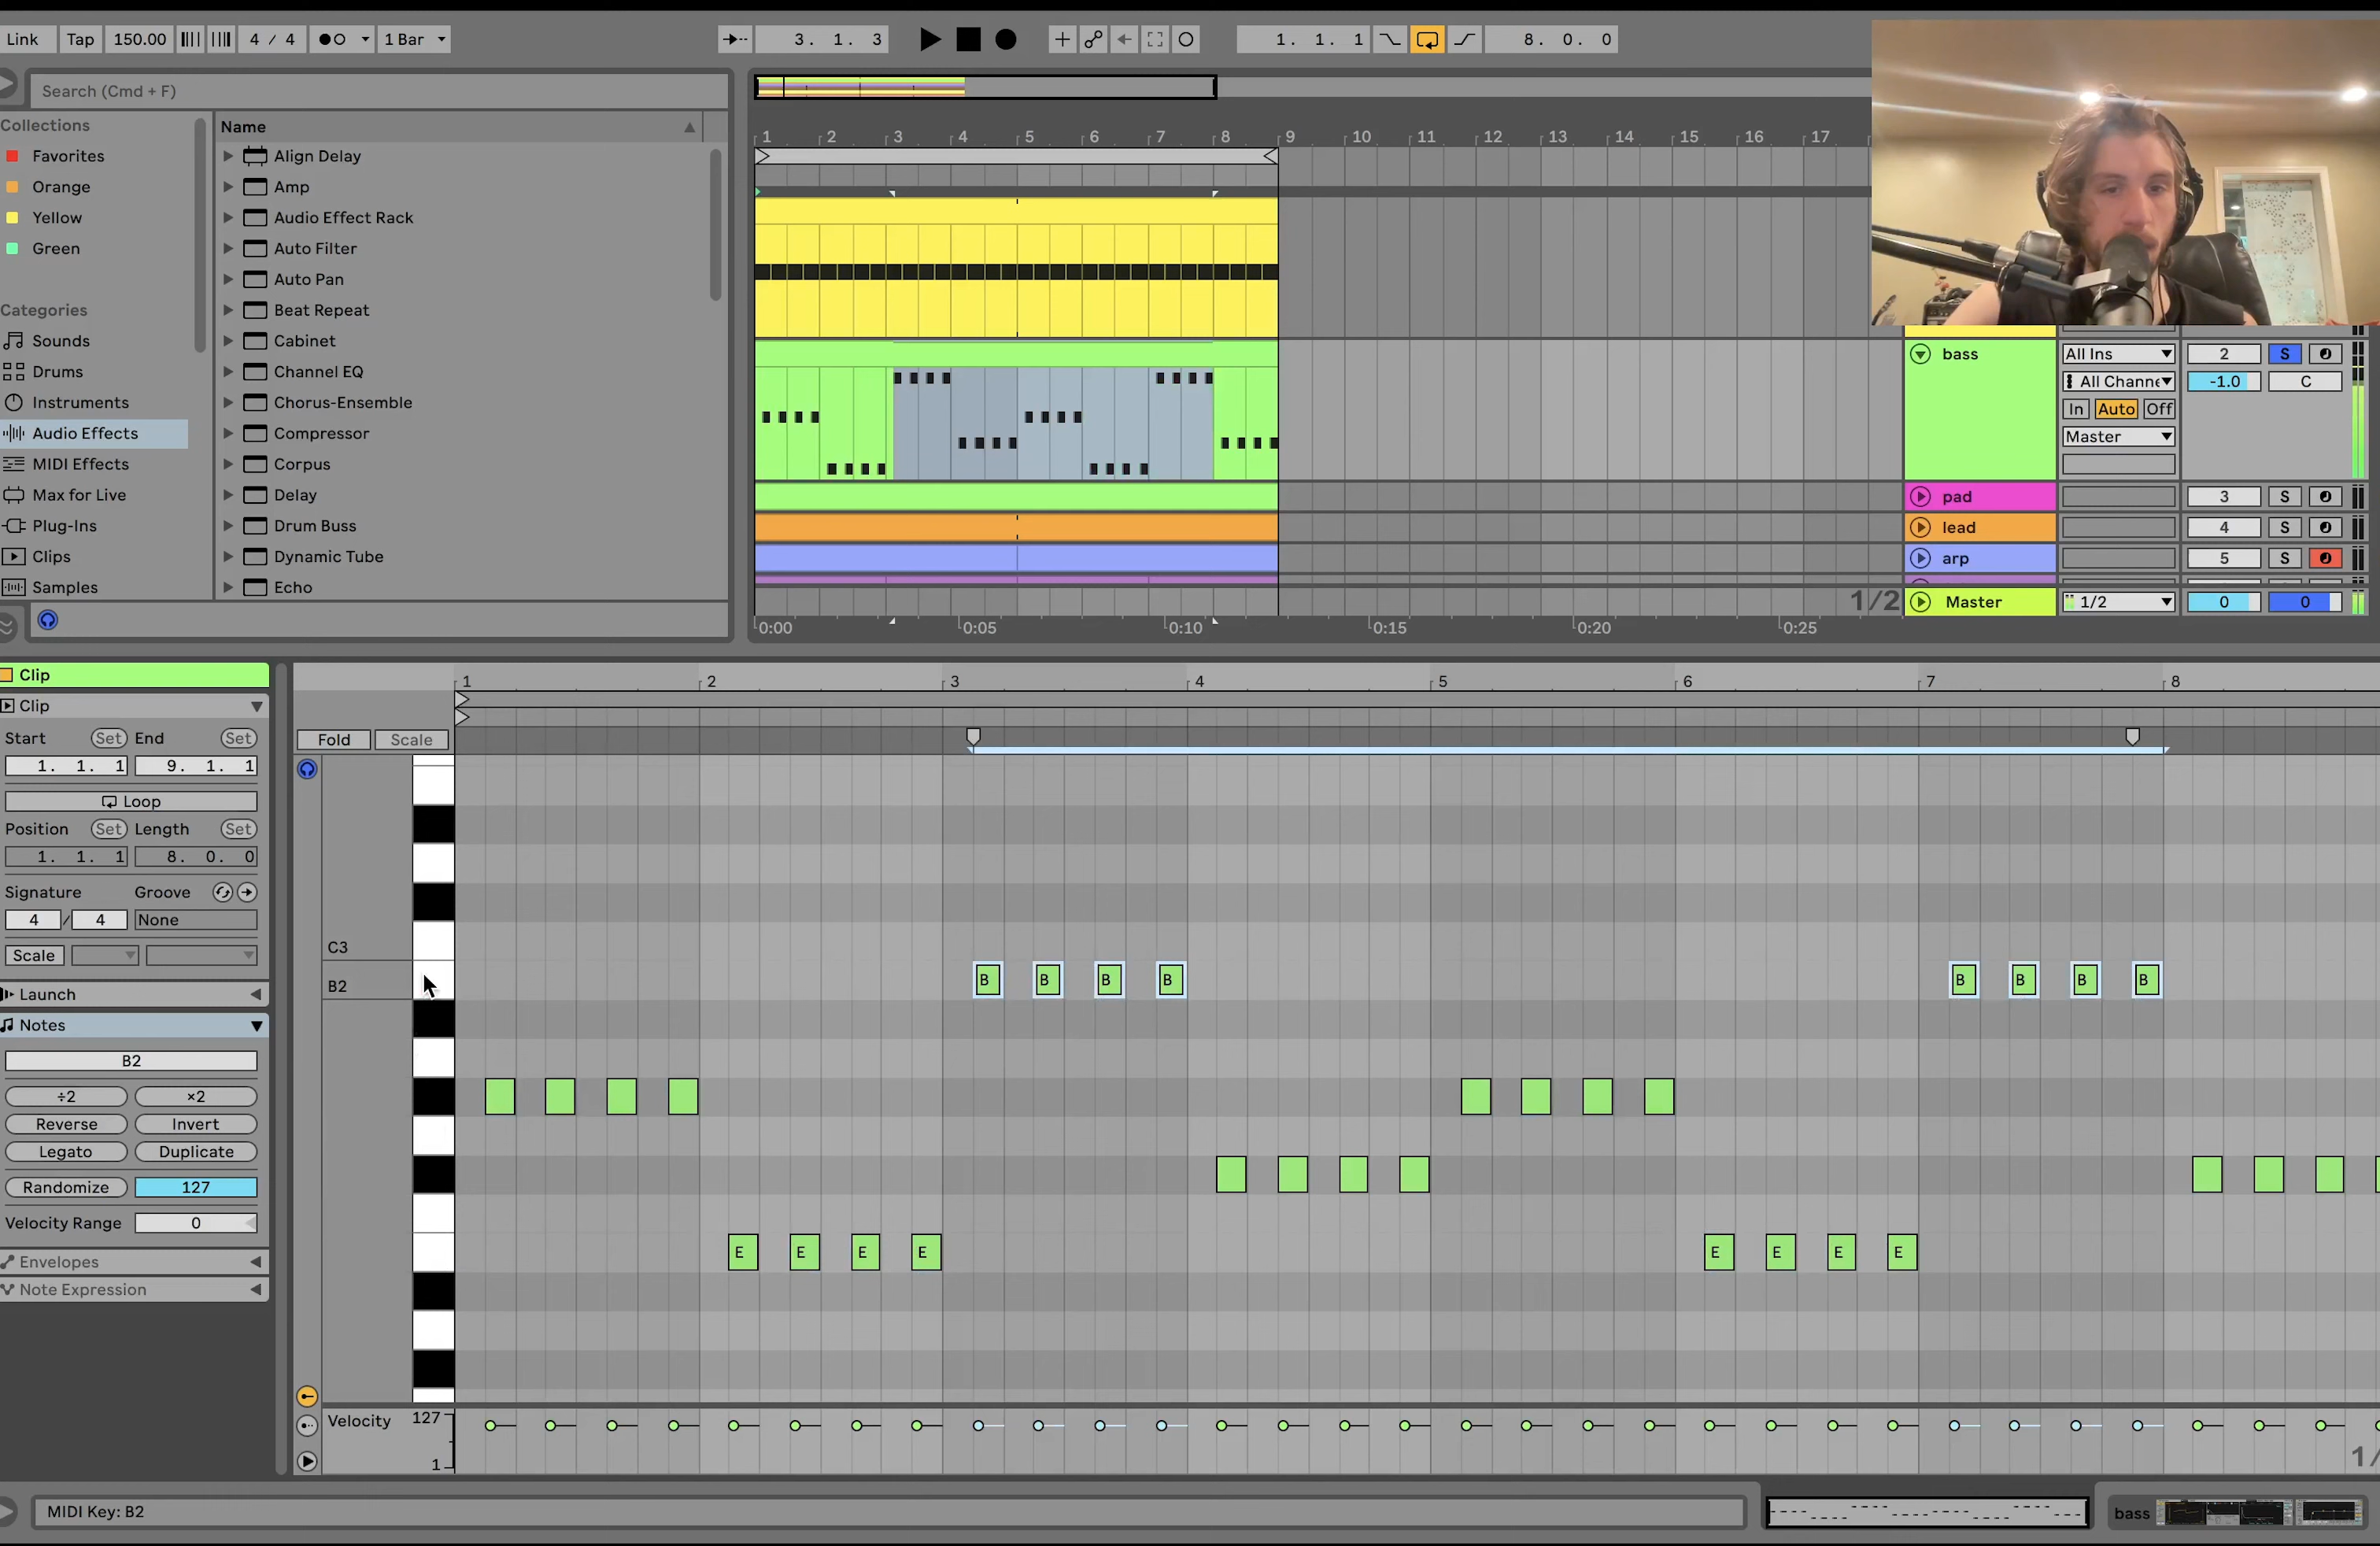 Link Tap 150.00 4 / 4 1 Bar 3. 1. 3 1. 1. 1 8. 0. 0
Search (Cmd + F)
Collections
Favorites
Orange
Yellow
Green
Categories
Sounds
Drums
Instruments
Audio Effects
MIDI Effects
Max for Live
Plug-Ins
Clips
Samples
Name
Align Delay
Amp
Audio Effect Rack
Auto Filter
Auto Pan
Beat Repeat
Cabinet
Channel EQ
Chorus-Ensemble
Compressor
Corpus
Delay
Drum Buss
Dynamic Tube
Echo
1 2 3 4 5 6 7 8 9 10 11 12 13 14 15 16 17
bass All Ins 2 S
All Channe -1.0 C
In Auto Off
Master
pad 3 S
lead 4 S
arp 5 S
1/2 Master 1/2 0 0
0:00 0:05 0:10 0:15 0:20 0:25
Clip
Clip
Start Set End Set
1. 1. 1 9. 1. 1
Loop
Position Set Length Set
1. 1. 1 8. 0. 0
Signature Groove
4 / 4 None
Scale
Launch
Notes
B2
÷2 ×2
Reverse Invert
Legato Duplicate
Randomize 127
Velocity Range 0
Envelopes
Note Expression
1 2 3 4 5 6 7 8
Fold Scale
C3
B2
B B B B B B B B
E E E E E E E E
Velocity 127
1
1/
MIDI Key: B2
bass